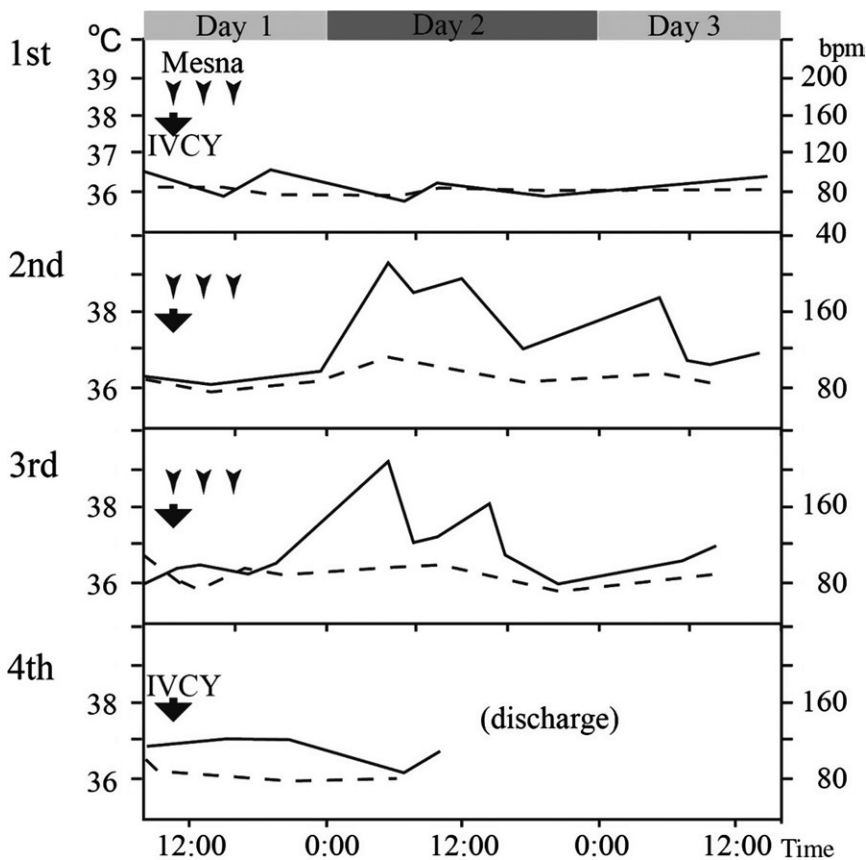 Day 1 Day 2 Day 3
1st °C bpm
Mesna
39 200
38 160
IVCY
37 120
36 80
40
2nd
38 160
36 80
3rd
38 160
36 80
4th
IVCY
38 160
(discharge)
36 80
12:00 0:00 12:00 0:00 12:00 Time